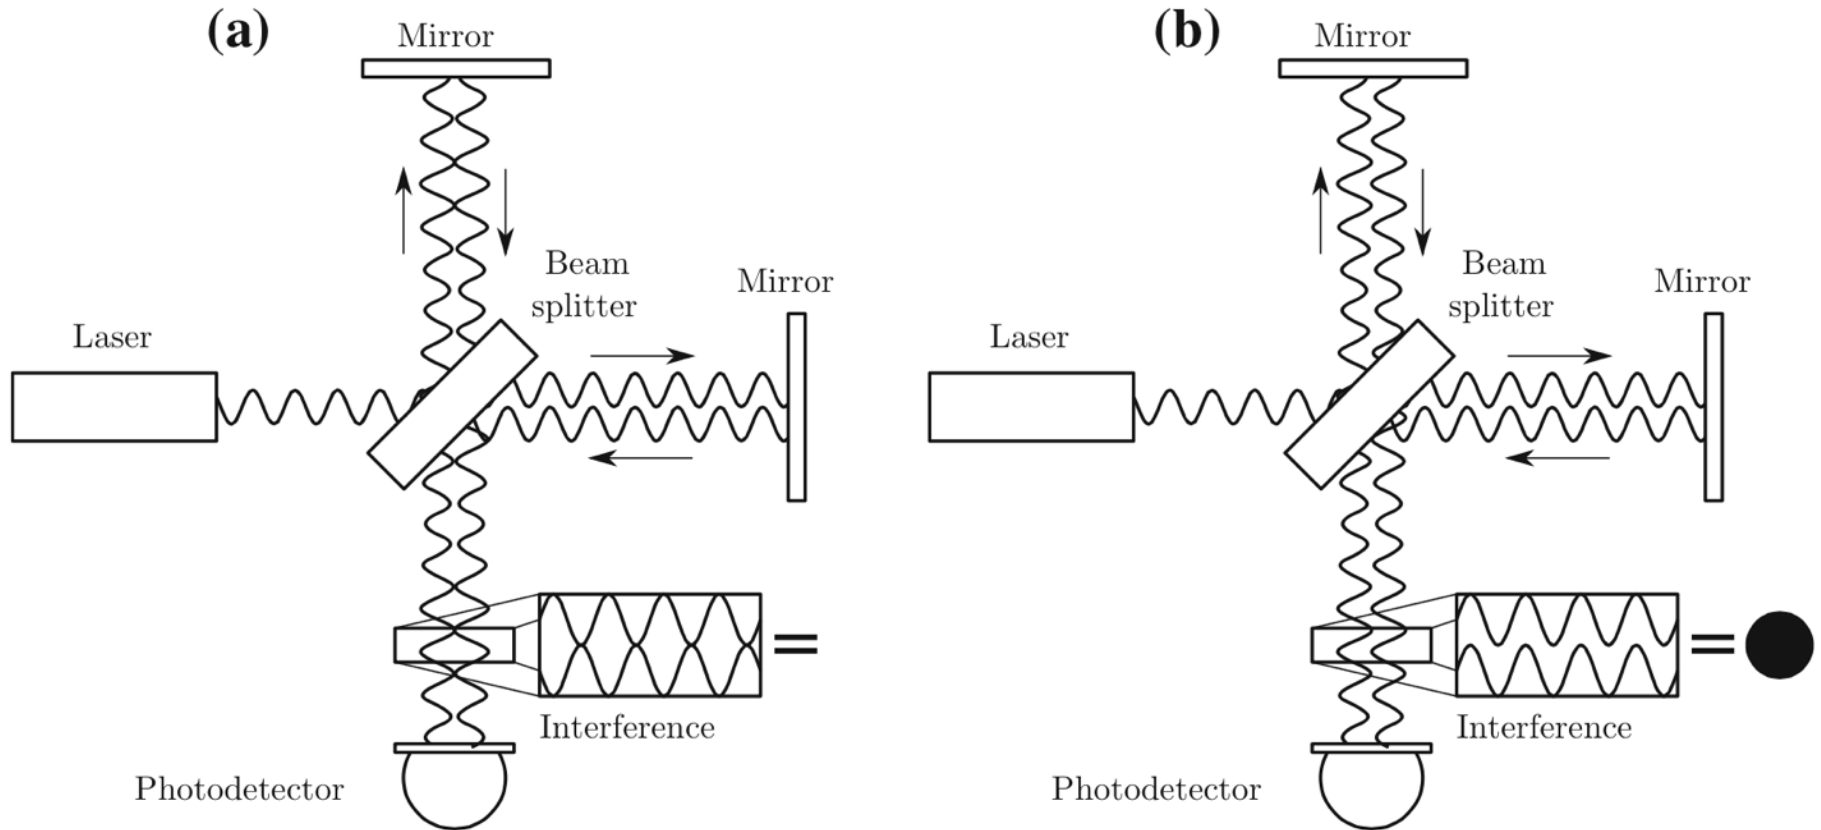 (a)
Mirror
Beam
splitter
Mirror
Laser
=
Interference
Photodetector
(b)
Mirror
Beam
splitter
Mirror
Laser
=
Interference
Photodetector